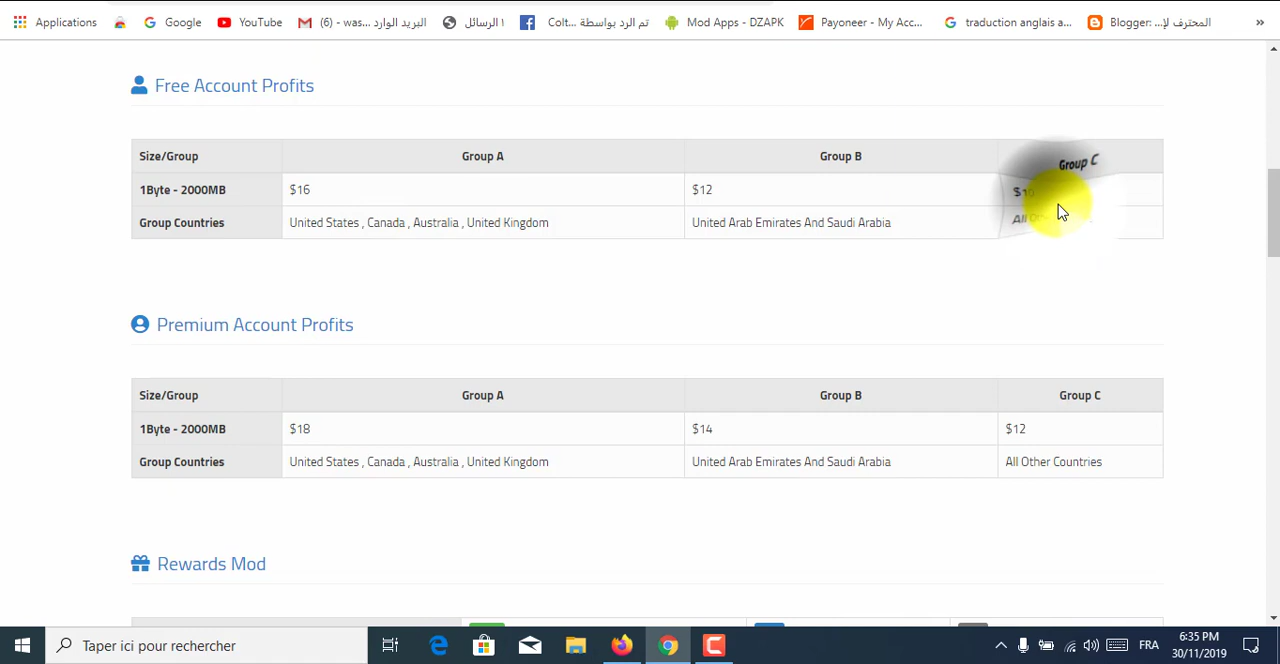 Applications
Google
YouTube
البريد الوارد (6) - was...
الرسائل ا
تم الرد بواسطة Colt...
Mod Apps - DZAPK
Payoneer - My Acc...
traduction anglais a...
Blogger: المحترف لإ...
»
Free Account Profits
Size/Group Group A Group B Group C
1Byte - 2000MB $16 $12 $10
Group Countries United States , Canada , Australia , United Kingdom United Arab Emirates And Saudi Arabia All
Premium Account Profits
Size/Group Group A Group B Group C
1Byte - 2000MB $18 $14 $12
Group Countries United States , Canada , Australia , United Kingdom United Arab Emirates And Saudi Arabia All Other Countries
Rewards Mod
Taper ici pour rechercher
FRA
6:35 PM
30/11/2019